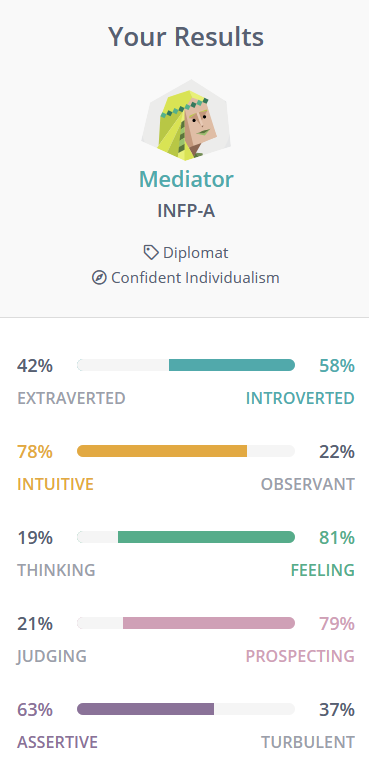 Your Results
Mediator
INFP-A
Diplomat
Confident Individualism
42% 58%
EXTRAVERTED INTROVERTED
78% 22%
INTUITIVE OBSERVANT
19% 81%
THINKING FEELING
21% 79%
JUDGING PROSPECTING
63% 37%
ASSERTIVE TURBULENT